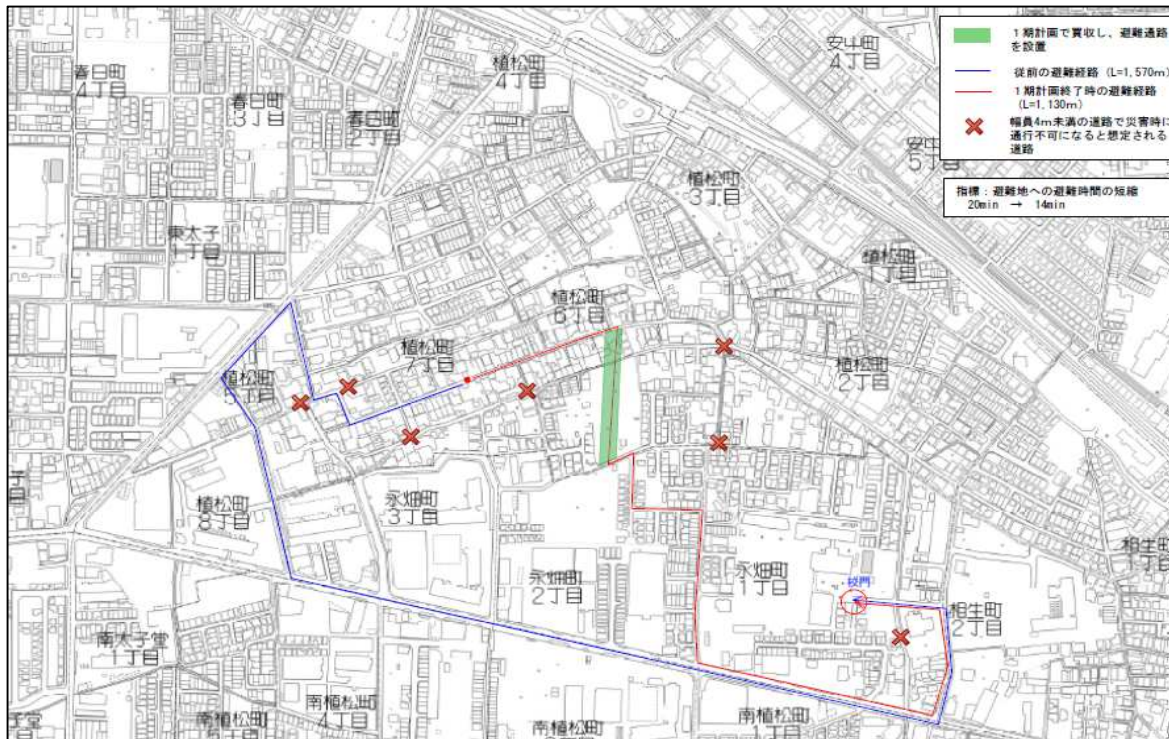 １期計画で買収し、避難通路
を設置
従前の避難経路（L=1,570m）
１期計画終了時の避難経路
（L=1,130m）
幅員4m未満の道路で災害時に
通行不可になると想定される
道路
指標：避難地への避難時間の短縮
20min → 14min
安中町
4丁目
植松町
4丁目
春日町
4丁目
春日町
3丁目
春日町
2丁目
安中
5丁目
植松町
3丁目
東太子
1丁目
植松町
1丁目
植松町
6丁目
植松町
7丁目
植松町
2丁目
植松町
5丁目
丁目
植松町
8丁目
永畑町
3丁目
相生町
1丁目
永畑町
2丁目
永畑町
1丁目
校門
相生町
2丁目
南太子堂
1丁目
南植松町
4丁目
南植松町
南植松町
1丁目
子堂